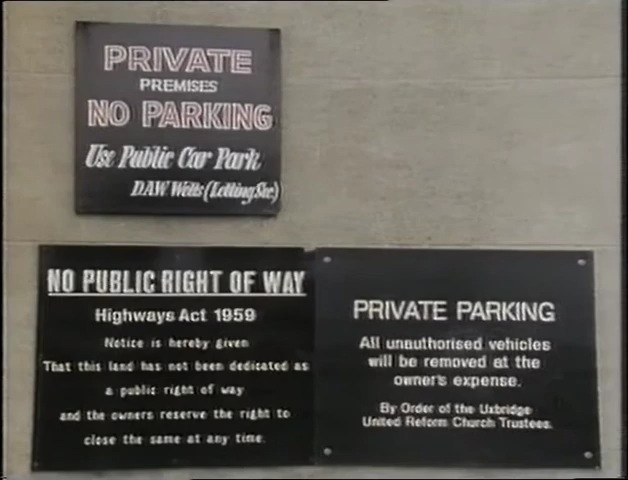 PRIVATE
PREMISES
NO PARKING
Use Public Car Park
D.A.W. Wells (Letting Sec)
NO PUBLIC RIGHT OF WAY
Highways Act 1959
Notice is hereby given
That this land has not been dedicated as
a public right of way
and the owners reserve the right to
close the same at any time.
PRIVATE PARKING
All unauthorised vehicles
will be removed at the
owner's expense.
By Order of the Uxbridge
United Reform Church Trustees.